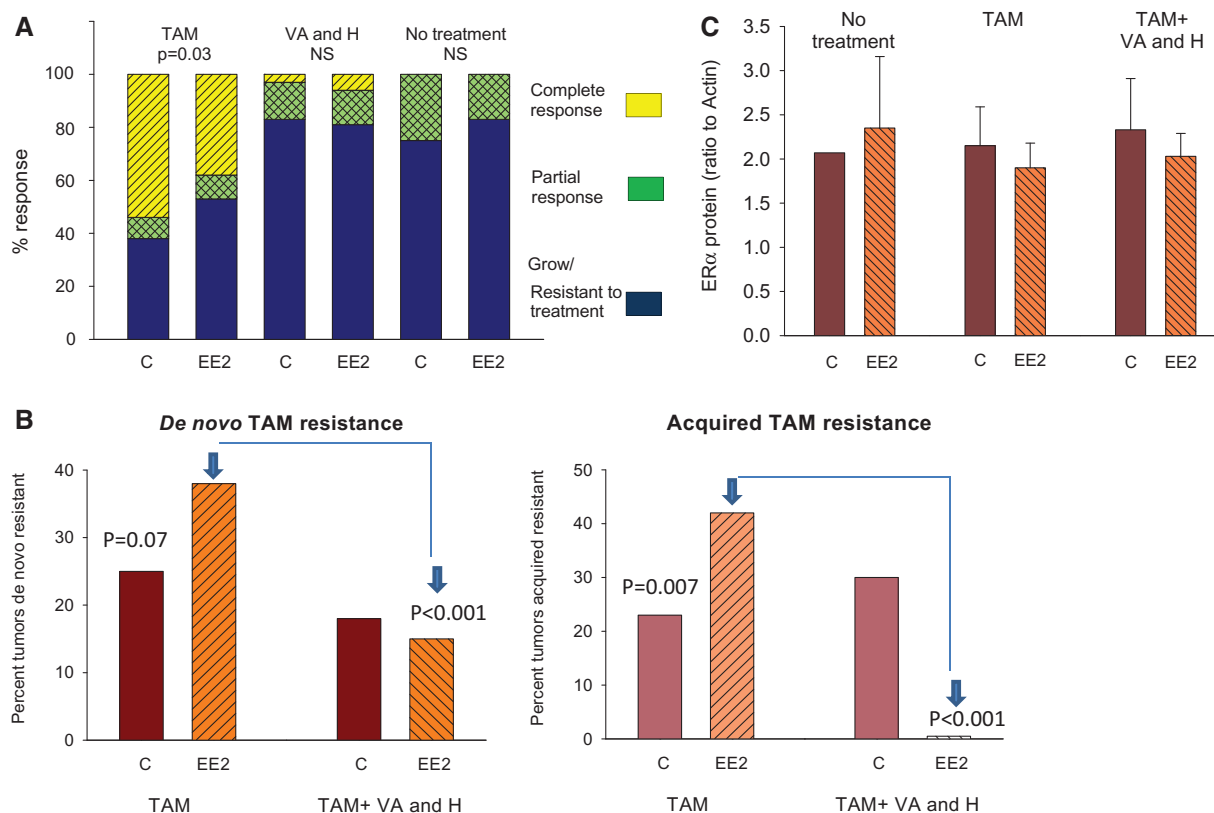 A
TAM
p=0.03
VA and H
NS
No treatment
NS
% response
100
80
60
40
20
0
C
EE2
C
EE2
C
EE2
Complete
response
Partial
response
Grow/
Resistant to
treatment
C
No
treatment
TAM
TAM+
VA and H
ERα protein (ratio to Actin)
3.5
3.0
2.5
2.0
1.5
1.0
0.5
0.0
C
EE2
C
EE2
C
EE2
B
De novo TAM resistance
Percent tumors de novo resistant
40
30
20
10
0
P=0.07
P<0.001
C
EE2
C
EE2
TAM
TAM+ VA and H
Acquired TAM resistance
Percent tumors acquired resistant
50
40
30
20
10
0
P=0.007
P<0.001
C
EE2
C
EE2
TAM
TAM+ VA and H